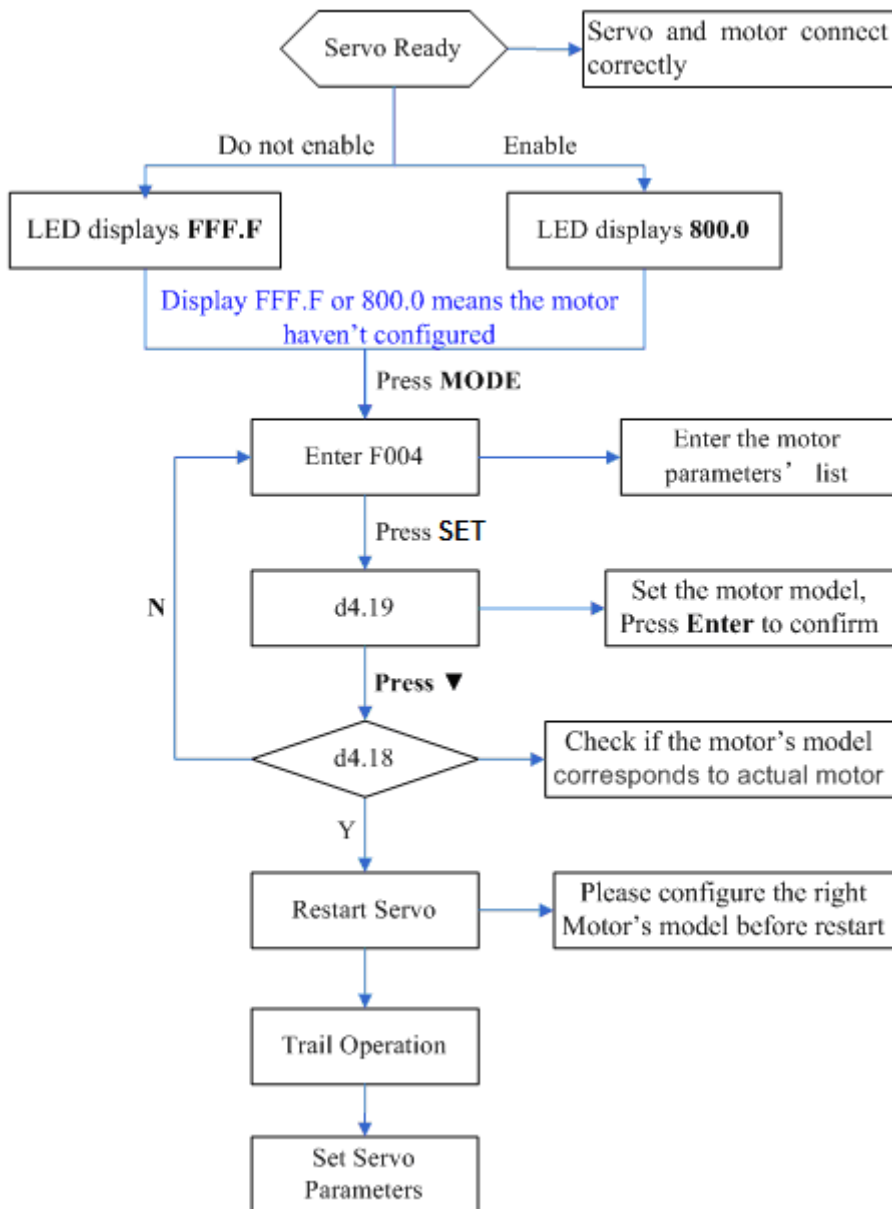 Servo Ready
Servo and motor connect
correctly
Do not enable
Enable
LED displays FFF.F
LED displays 800.0
Display FFF.F or 800.0 means the motor
haven't configured
Press MODE
Enter F004
Enter the motor
parameters' list
Press SET
N
d4.19
Set the motor model,
Press Enter to confirm
Press ▼
d4.18
Check if the motor's model
corresponds to actual motor
Y
Restart Servo
Please configure the right
Motor's model before restart
Trail Operation
Set Servo
Parameters